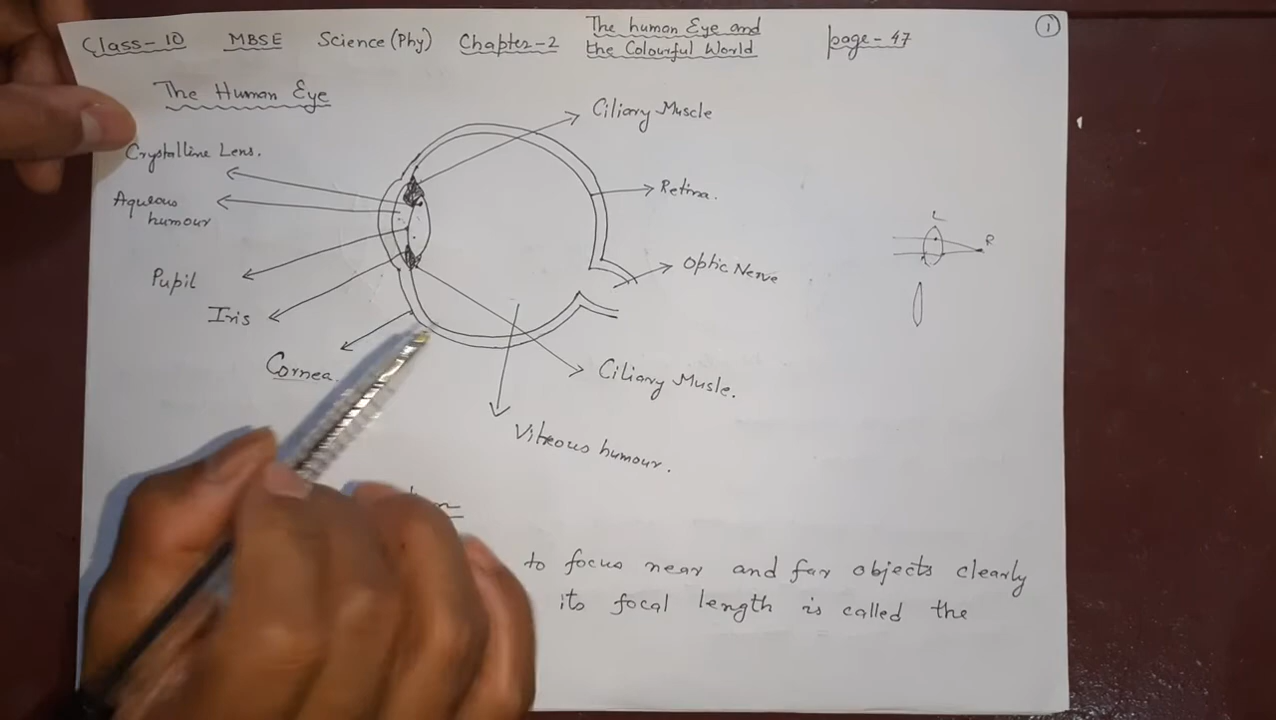 Class-10 MBSE Science (Phy) Chapter-2 The human Eye and the Colourful World page-47
1
The Human Eye
Ciliary Muscle
Crystalline Lens.
Retina.
Aqueous humour
L
R
Optic Nerve
Pupil
Iris
Cornea.
Ciliary Musle.
Vitreous humour.
to focus near and far objects clearly
its focal length is called the